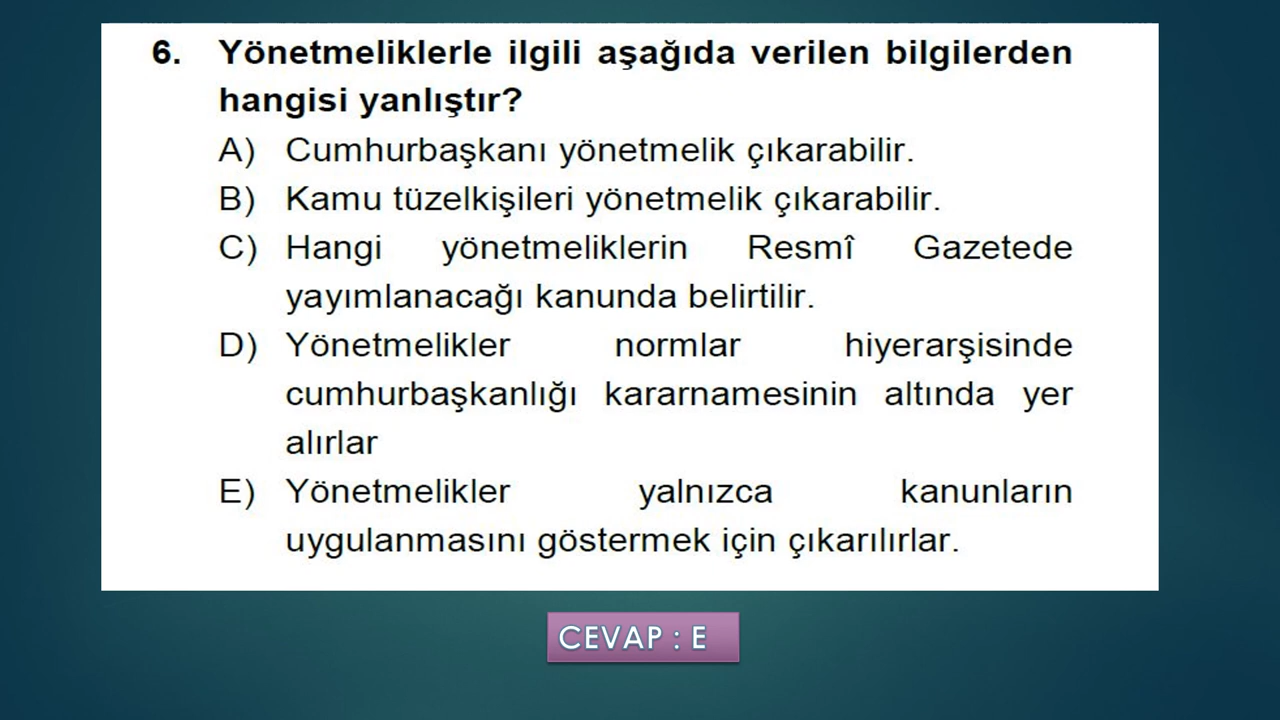 6. Yönetmeliklerle ilgili aşağıda verilen bilgilerden
hangisi yanlıştır?
A) Cumhurbaşkanı yönetmelik çıkarabilir.
B) Kamu tüzelkişileri yönetmelik çıkarabilir.
C) Hangi yönetmeliklerin Resmî Gazetede
yayımlanacağı kanunda belirtilir.
D) Yönetmelikler normlar hiyerarşisinde
cumhurbaşkanlığı kararnamesinin altında yer
alırlar
E) Yönetmelikler yalnızca kanunların
uygulanmasını göstermek için çıkarılırlar.
CEVAP : E